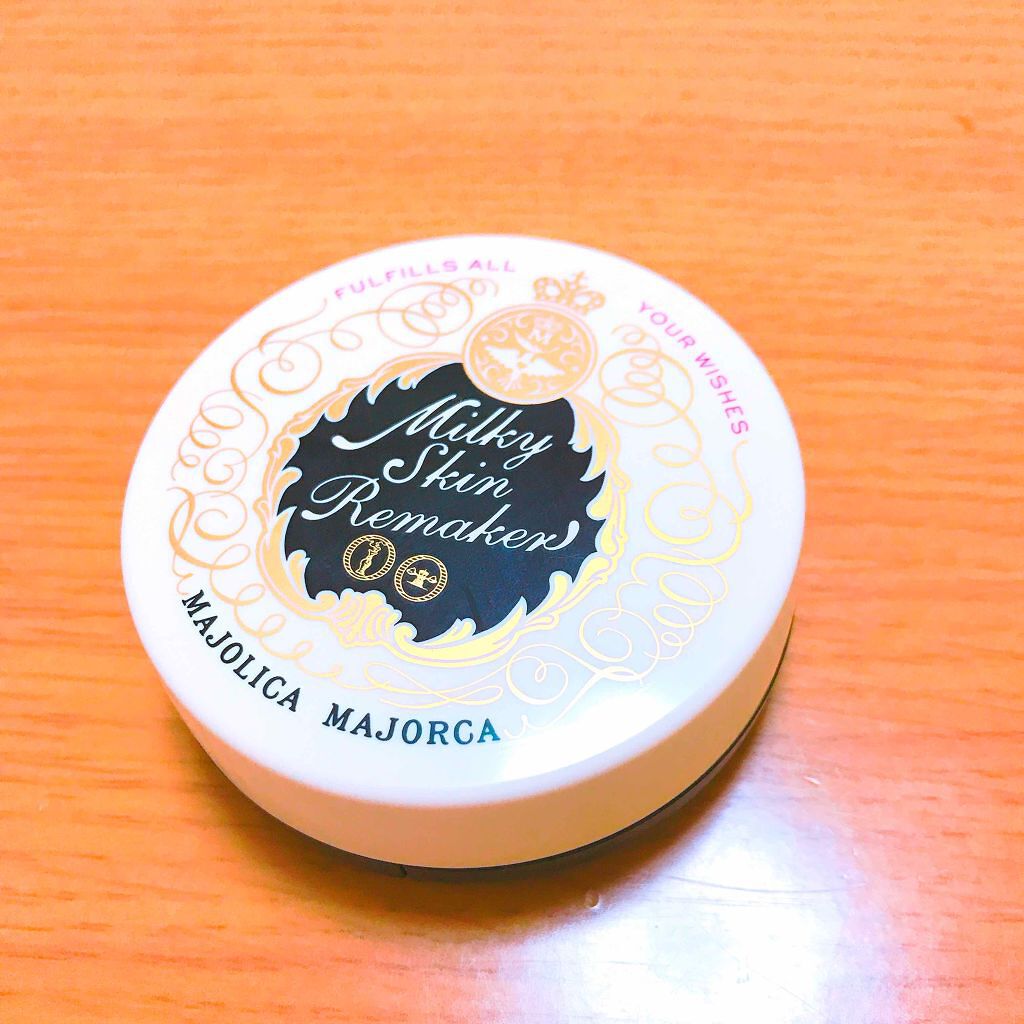 FULFILLS ALL
YOUR WISHES
M
Milky
Skin
Remaker
MAJOLICA MAJORCA